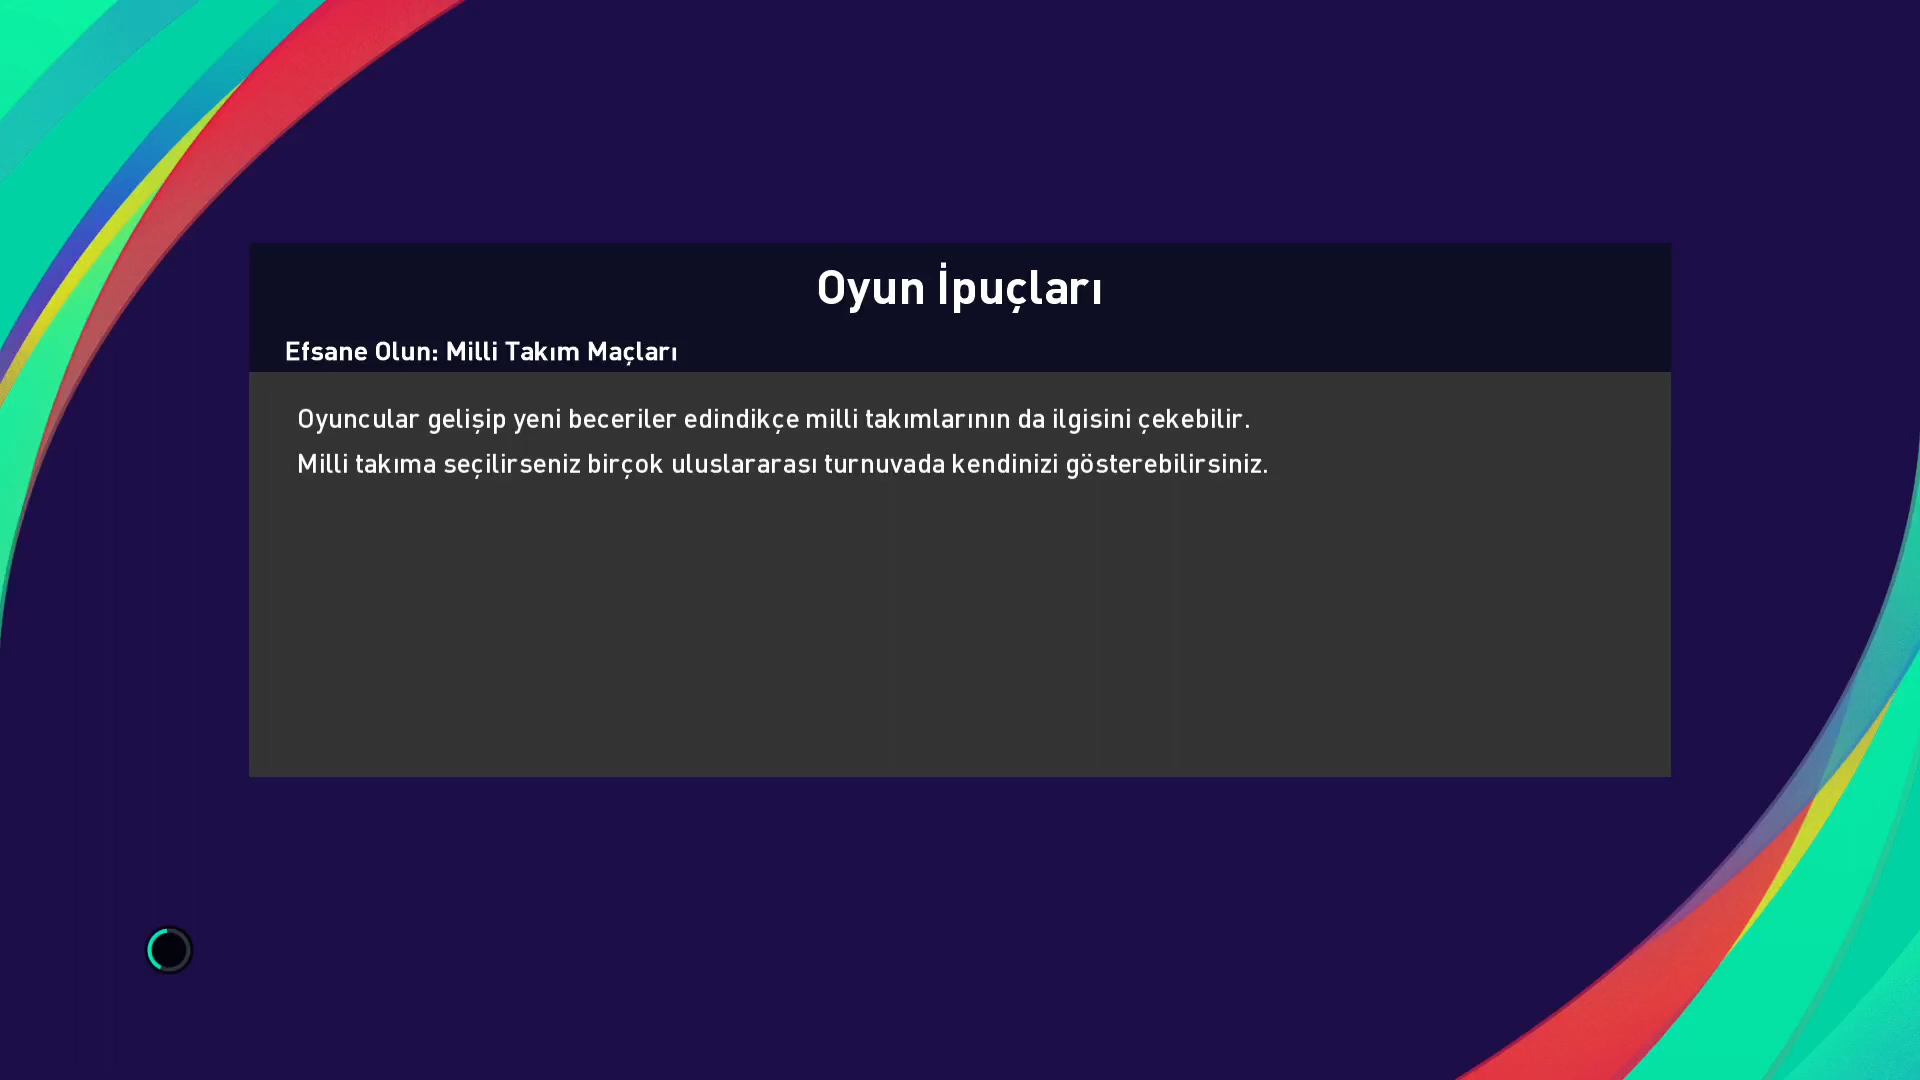 Oyun İpuçları
Efsane Olun: Milli Takım Maçları
Oyuncular gelişip yeni beceriler edindikçe milli takımlarının da ilgisini çekebilir.
Milli takıma seçilirseniz birçok uluslararası turnuvada kendinizi gösterebilirsiniz.